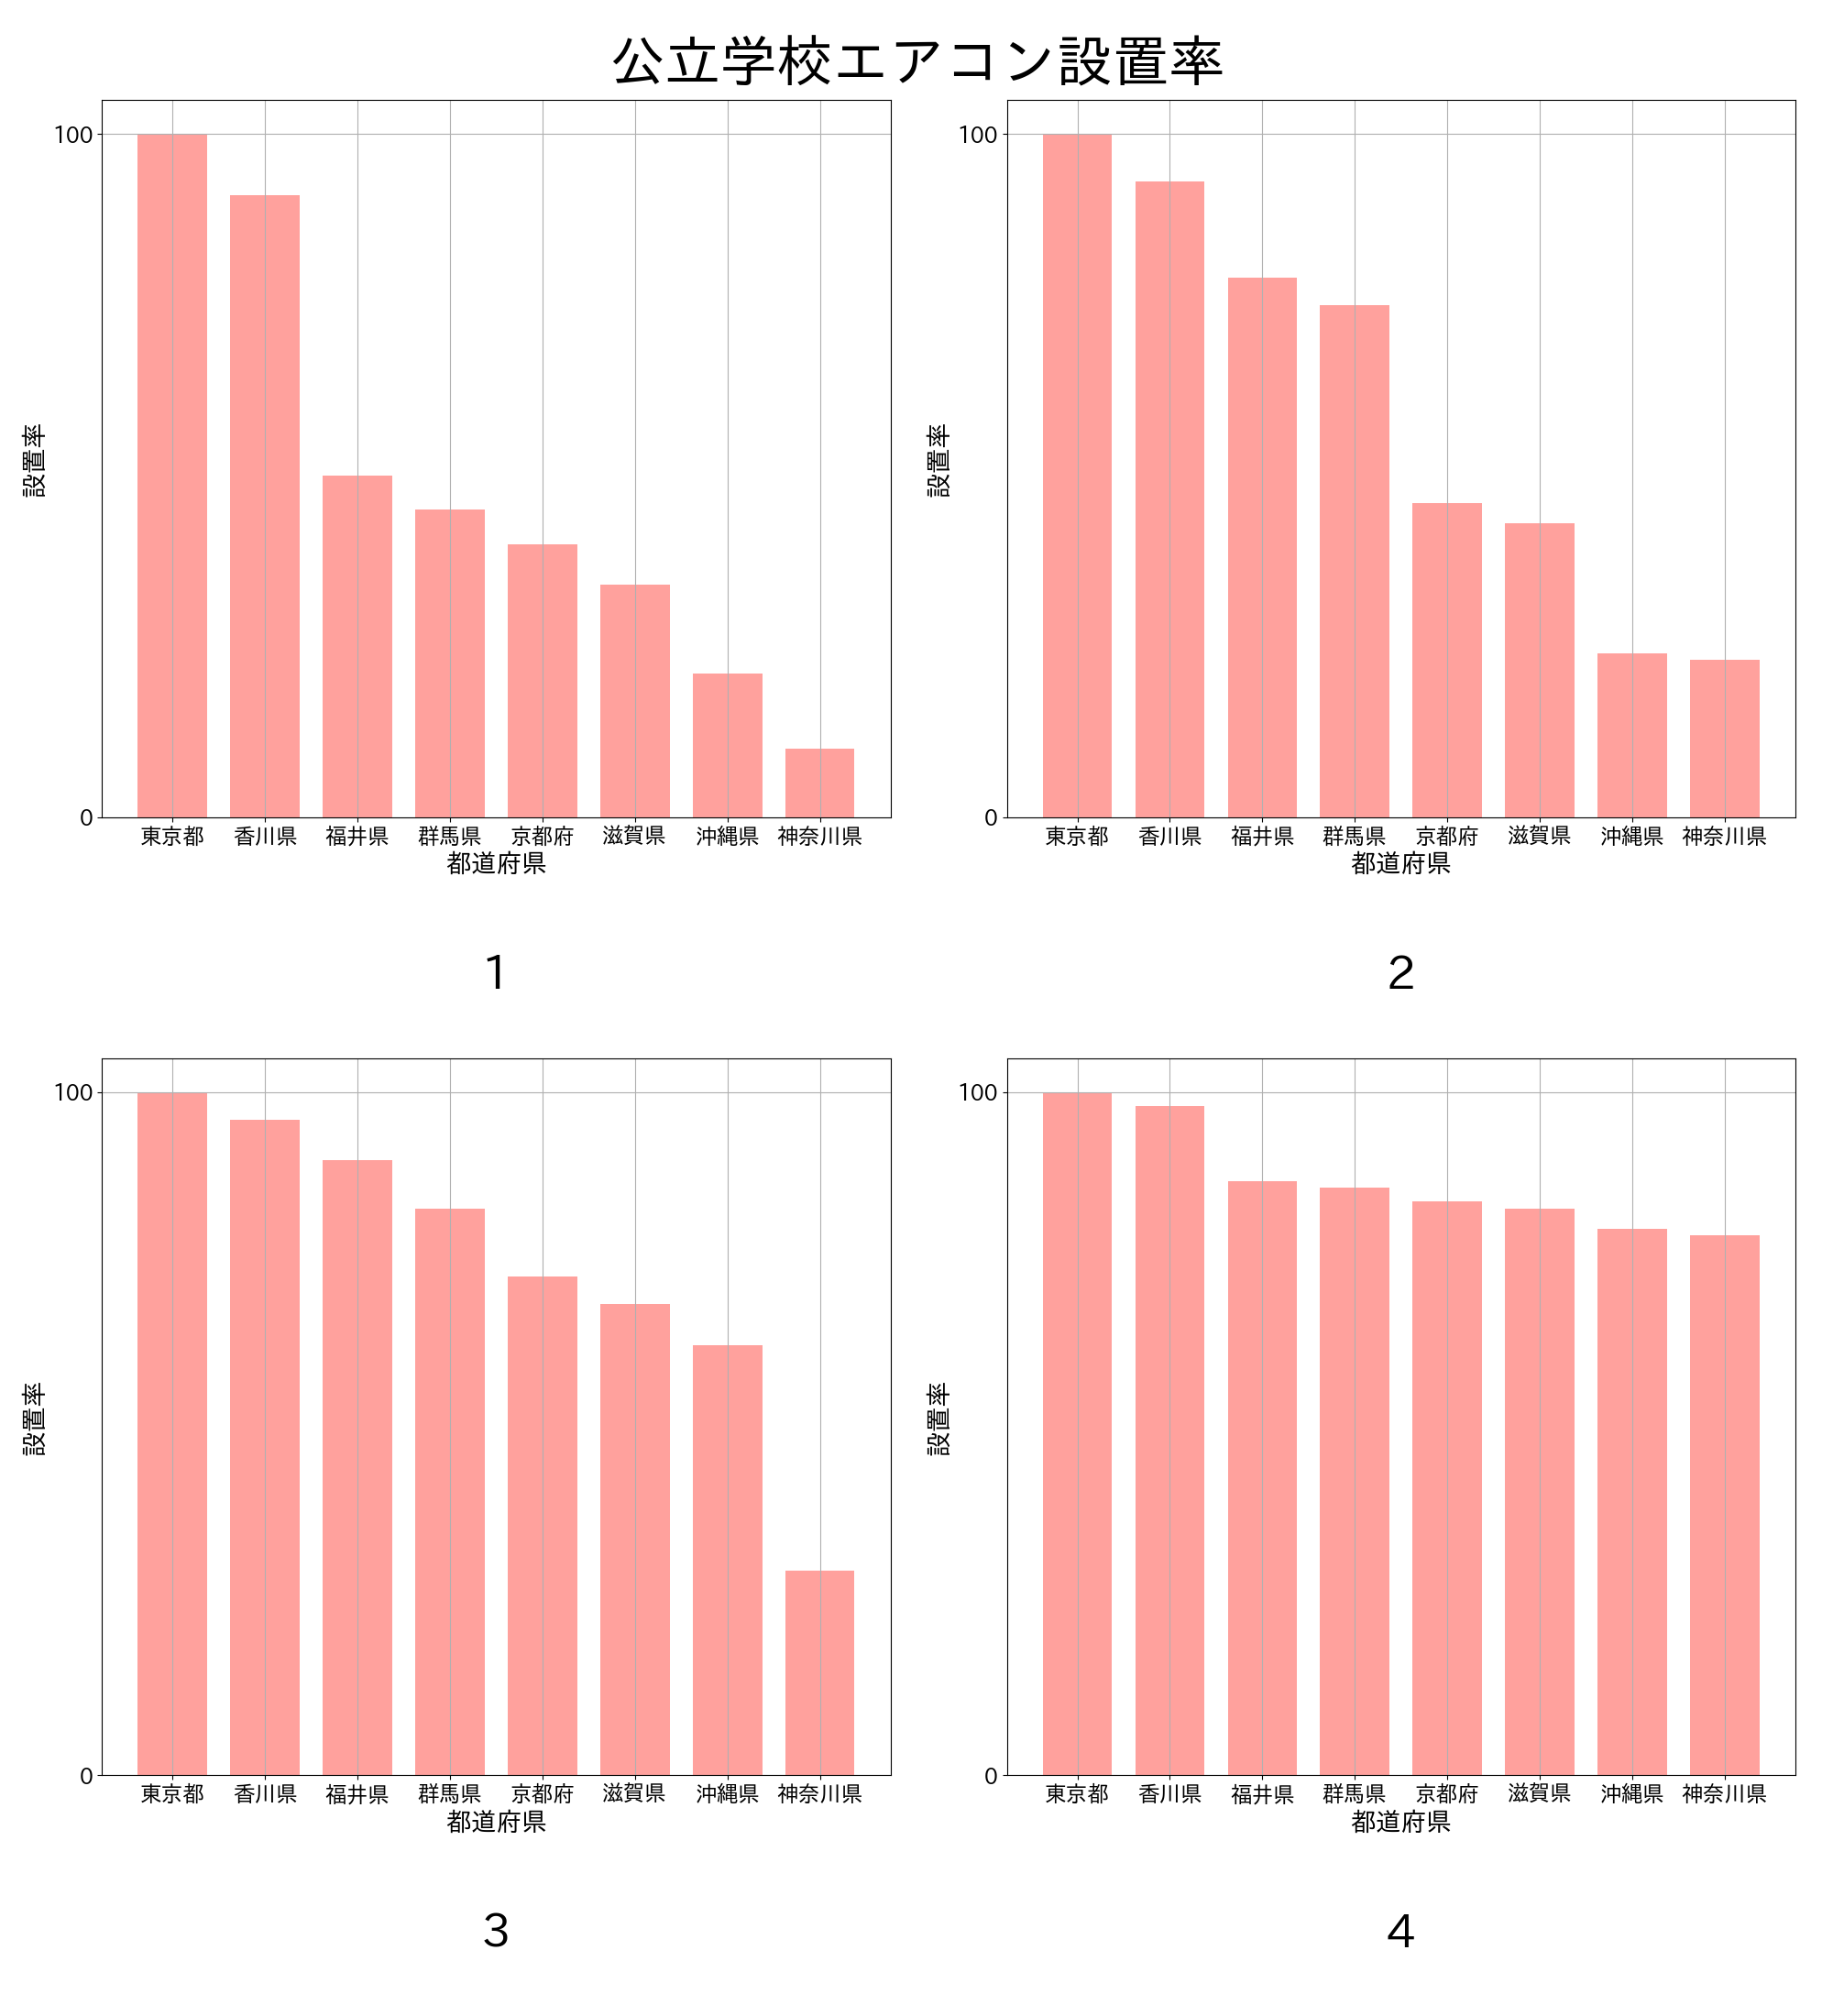 公立学校エアコン設置率
100
設置率
0
東京都 香川県 福井県 群馬県 京都府 滋賀県 沖縄県 神奈川県
都道府県
1
100
設置率
0
東京都 香川県 福井県 群馬県 京都府 滋賀県 沖縄県 神奈川県
都道府県
2
100
設置率
0
東京都 香川県 福井県 群馬県 京都府 滋賀県 沖縄県 神奈川県
都道府県
3
100
設置率
0
東京都 香川県 福井県 群馬県 京都府 滋賀県 沖縄県 神奈川県
都道府県
4